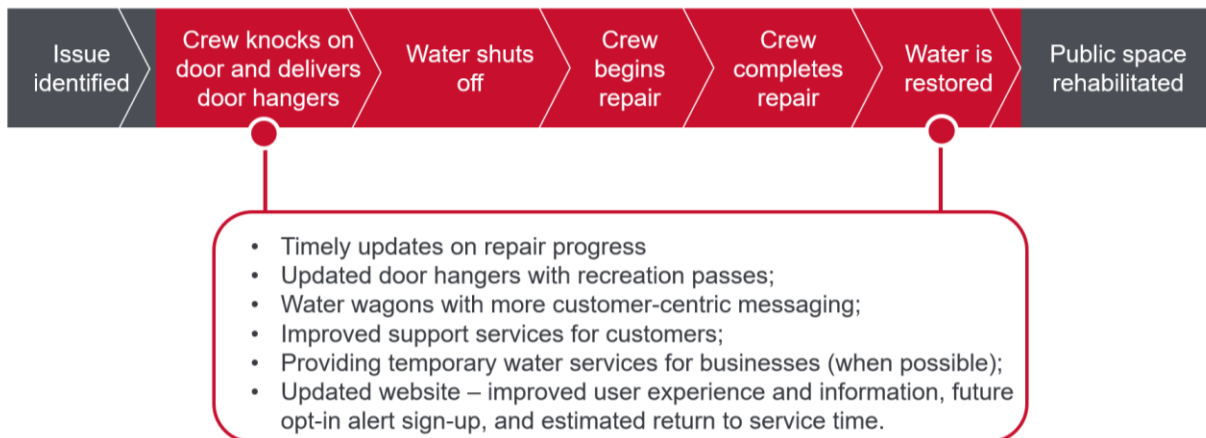 Issue
identified
Crew knocks on
door and delivers
door hangers
Water shuts
off
Crew
begins
repair
Crew
completes
repair
Water is
restored
Public space
rehabilitated
• Timely updates on repair progress
• Updated door hangers with recreation passes;
• Water wagons with more customer-centric messaging;
• Improved support services for customers;
• Providing temporary water services for businesses (when possible);
• Updated website – improved user experience and information, future
opt-in alert sign-up, and estimated return to service time.